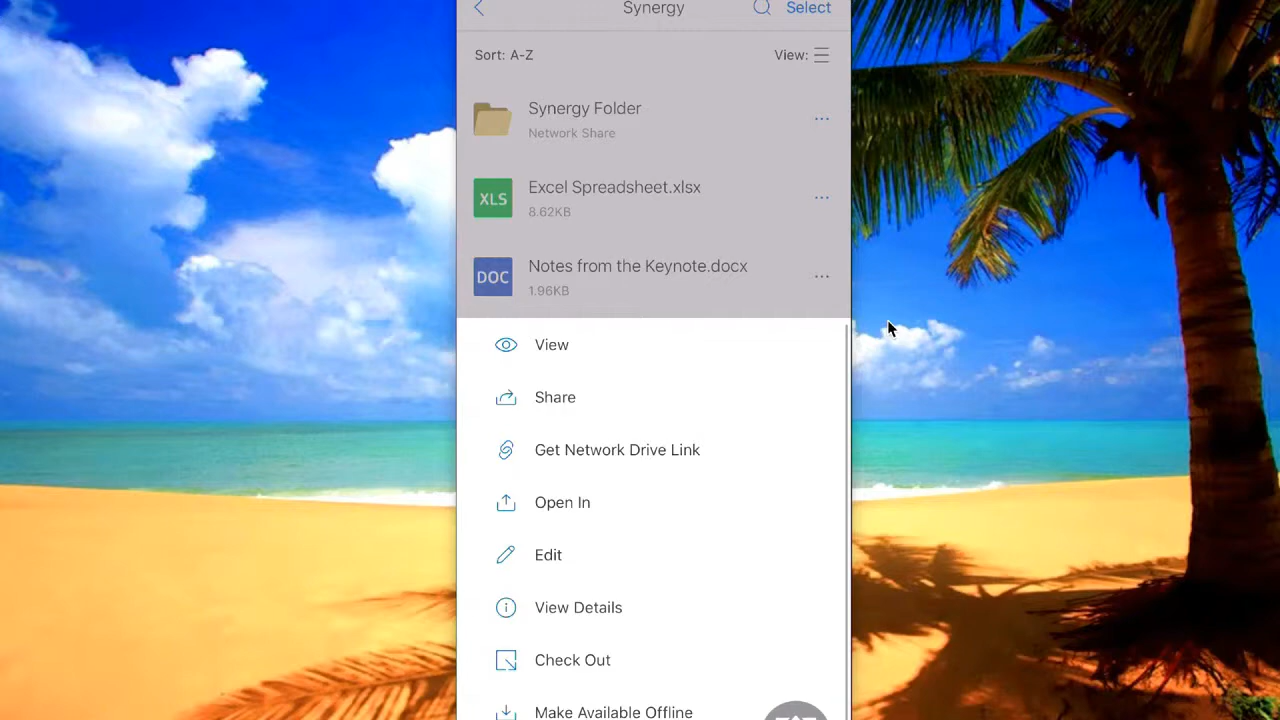 Synergy
Select
Sort: A-Z
View:
Synergy Folder
Network Share
XLS
Excel Spreadsheet.xlsx
8.62KB
DOC
Notes from the Keynote.docx
1.96KB
View
Share
Get Network Drive Link
Open In
Edit
View Details
Check Out
Make Available Offline